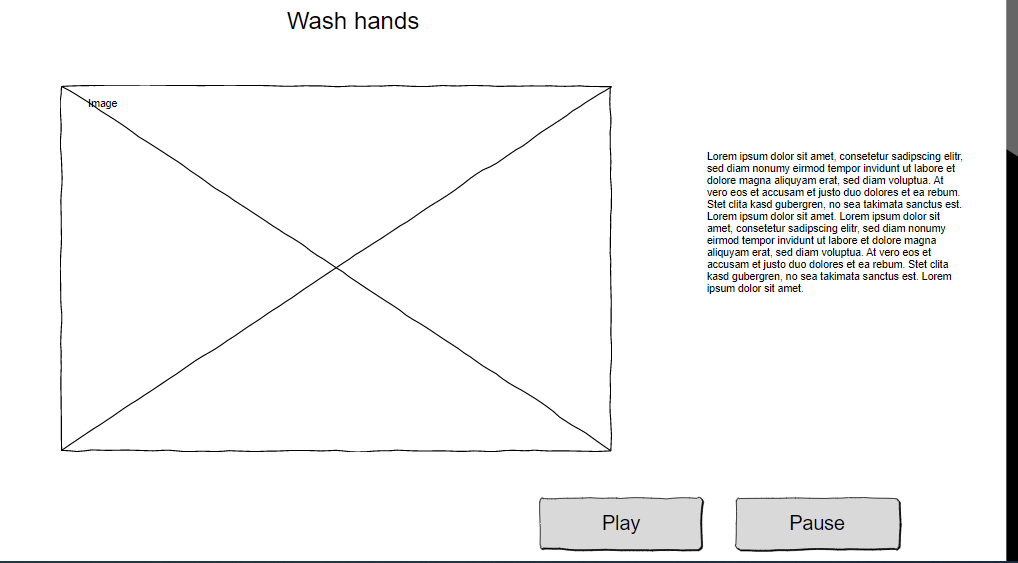 Wash hands
Image
Lorem ipsum dolor sit amet, consetetur sadipscing elitr,
sed diam nonumy eirmod tempor invidunt ut labore et
dolore magna aliquyam erat, sed diam voluptua. At
vero eos et accusam et justo duo dolores et ea rebum.
Stet clita kasd gubergren, no sea takimata sanctus est.
Lorem ipsum dolor sit amet. Lorem ipsum dolor sit
amet, consetetur sadipscing elitr, sed diam nonumy
eirmod tempor invidunt ut labore et dolore magna
aliquyam erat, sed diam voluptua. At vero eos et
accusam et justo duo dolores et ea rebum. Stet clita
kasd gubergren, no sea takimata sanctus est. Lorem
ipsum dolor sit amet.
Play
Pause